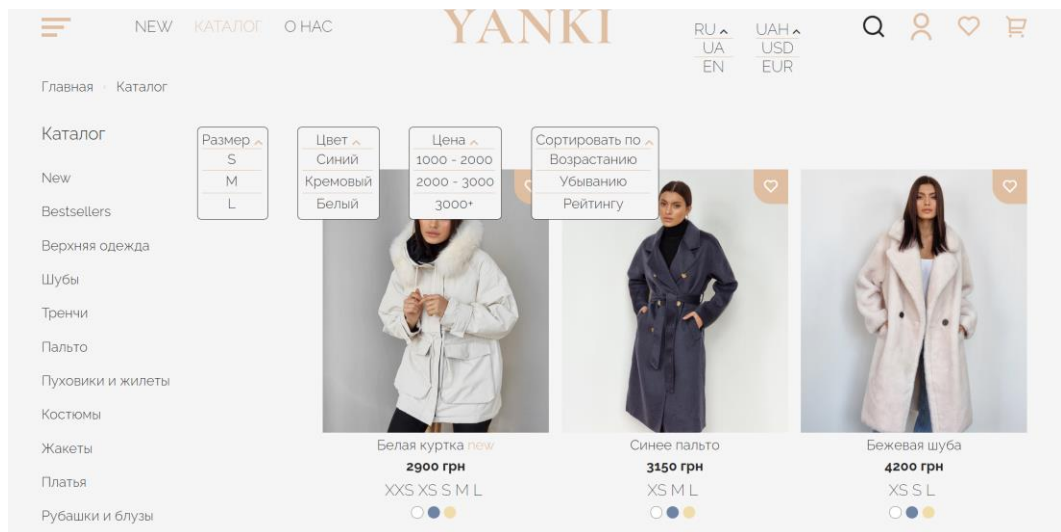 NEW КАТАЛОГ О НАС YANKI RU UAH
UA USD
EN EUR
Главная Каталог
Каталог
New
Bestsellers
Верхняя одежда
Шубы
Тренчи
Пальто
Пуховики и жилеты
Костюмы
Жакеты
Платья
Рубашки и блузы
Размер
S
M
L
Цвет
Синий
Кремовый
Белый
Цена
1000 - 2000
2000 - 3000
3000+
Сортировать по
Возрастанию
Убыванию
Рейтингу
Белая куртка new
2900 грн
XXS XS S M L
Синее пальто
3150 грн
XS M L
Бежевая шуба
4200 грн
XS S L